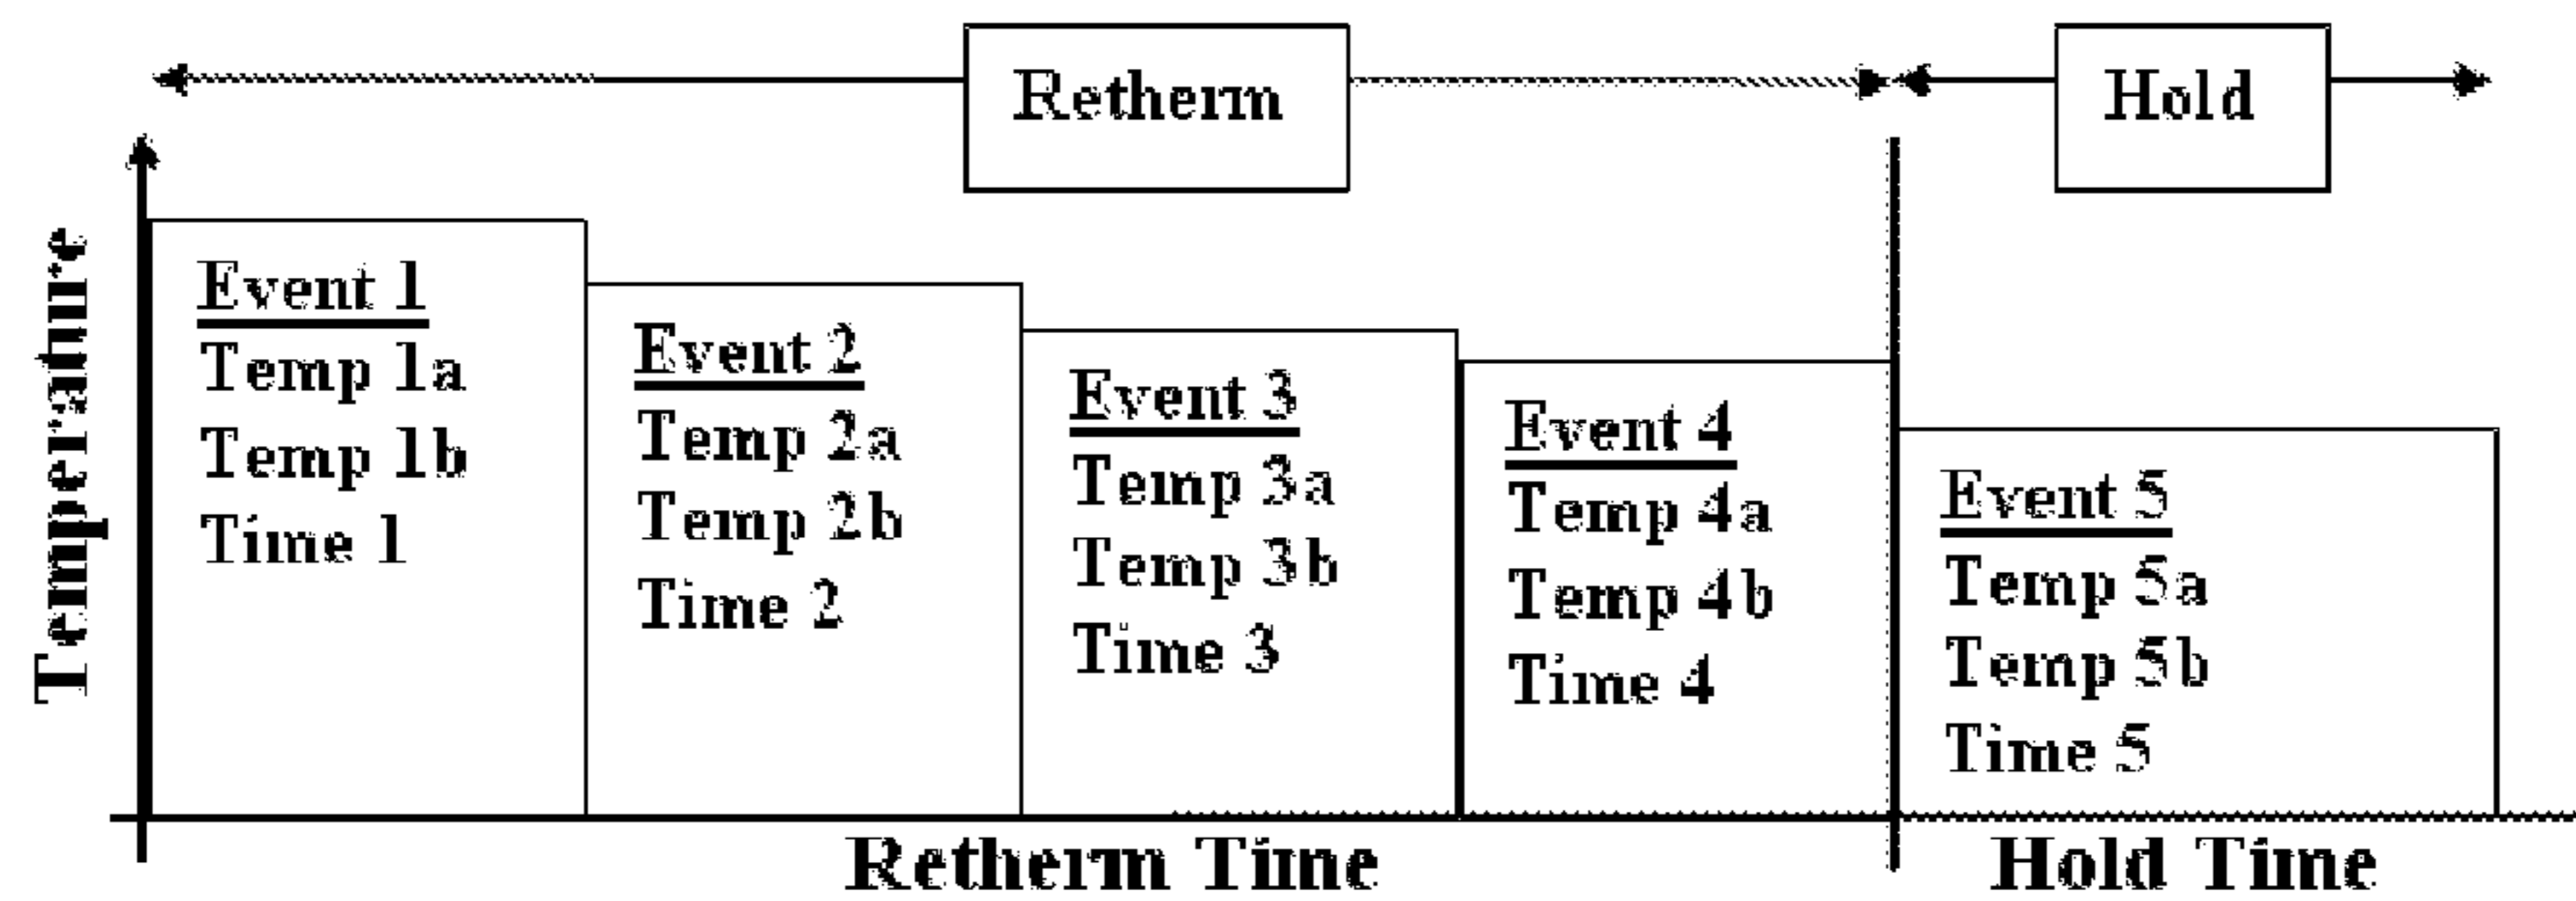 Retherm
Hold
Temperature
Event 1
Temp 1a
Temp 1b
Time 1
Event 2
Temp 2a
Temp 2b
Time 2
Event 3
Temp 3a
Temp 3b
Time 3
Event 4
Temp 4a
Temp 4b
Time 4
Event 5
Temp 5a
Temp 5b
Time 5
Retherm Time
Hold Time